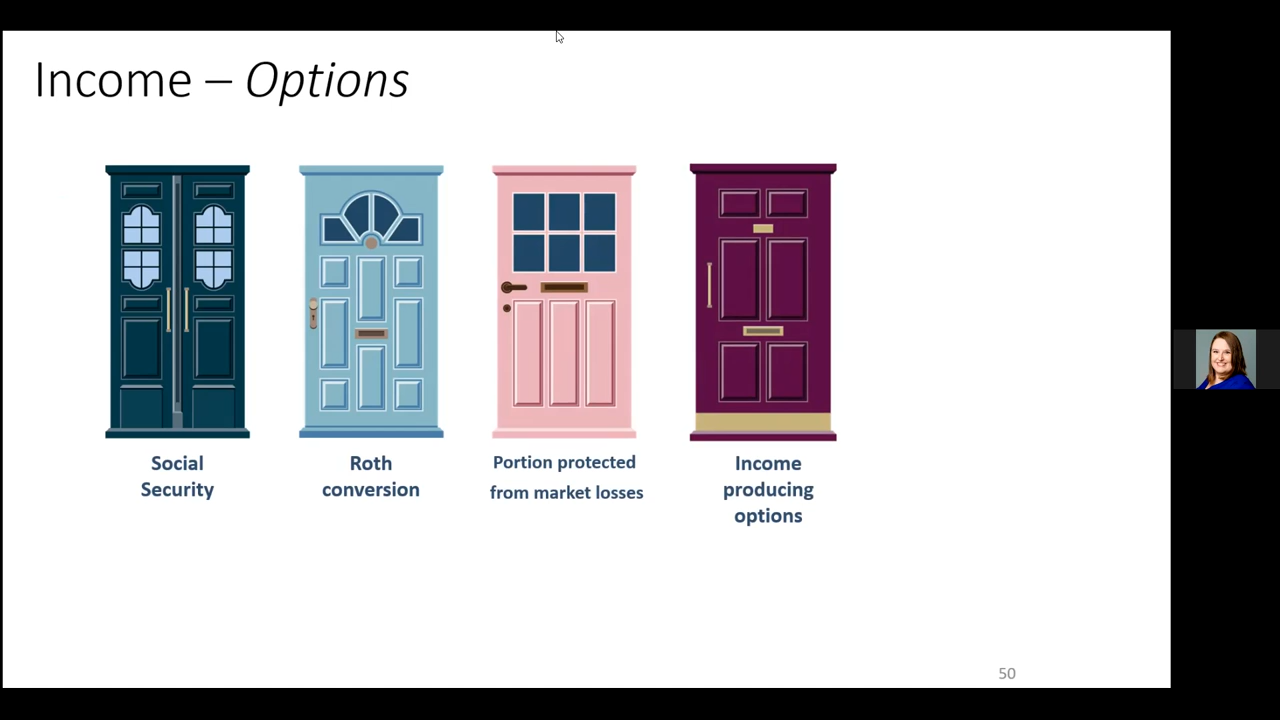 Income – Options
Social
Security
Roth
conversion
Portion protected
from market losses
Income
producing
options
50